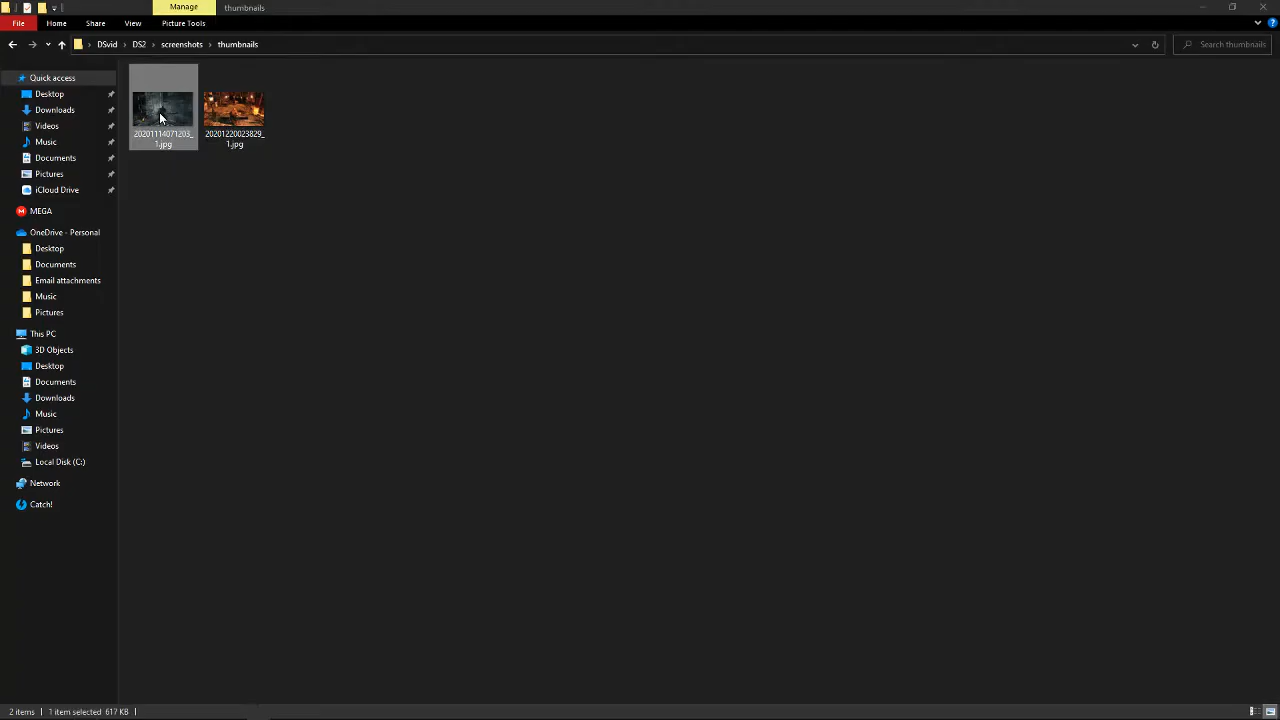 Manage
thumbnails
File
Home
Share
View
Picture Tools
DSvid
DS2
screenshots
thumbnails
Search thumbnails
Quick access
Desktop
Downloads
Videos
Music
Documents
Pictures
iCloud Drive
MEGA
OneDrive - Personal
Desktop
Documents
Email attachments
Music
Pictures
This PC
3D Objects
Desktop
Documents
Downloads
Music
Pictures
Videos
Local Disk (C:)
Network
Catch!
20201114071203_
1.jpg
20201220023829_
1.jpg
2 items
1 item selected 617 KB